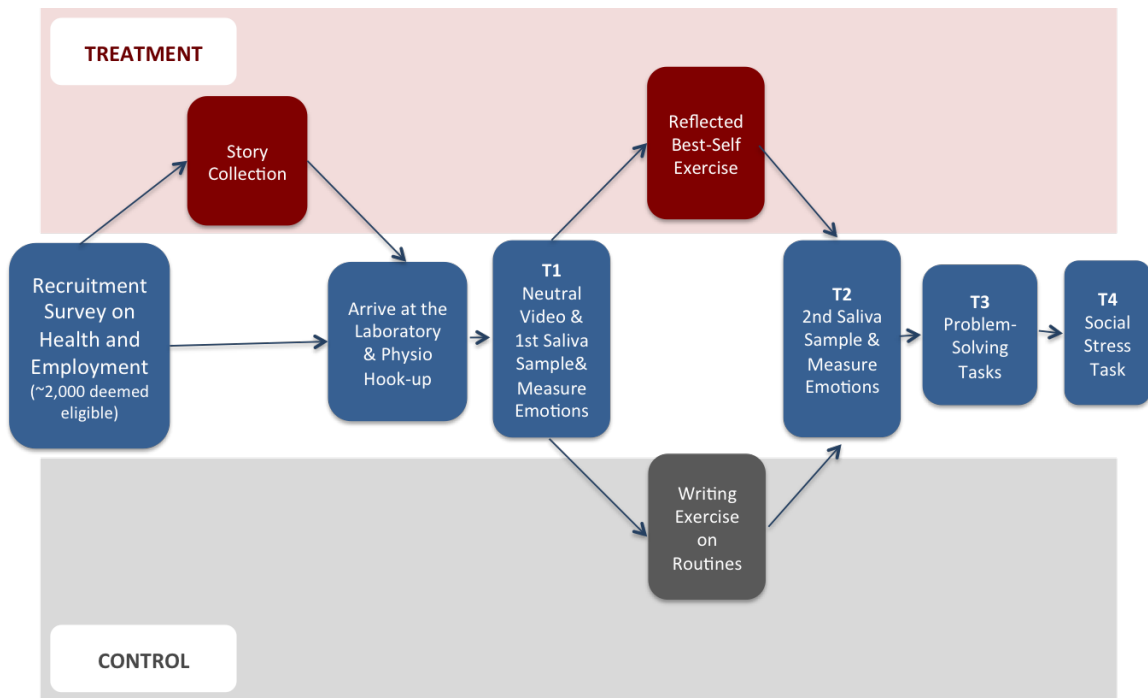 TREATMENT
Story
Collection
Reflected
Best-Self
Exercise
Recruitment
Survey on
Health and
Employment
(~2,000 deemed
eligible)
Arrive at the
Laboratory
& Physio
Hook-up
T1
Neutral
Video &
1st Saliva
Sample&
Measure
Emotions
T2
2nd Saliva
Sample &
Measure
Emotions
T3
Problem-
Solving
Tasks
T4
Social
Stress
Task
Writing
Exercise
on
Routines
CONTROL